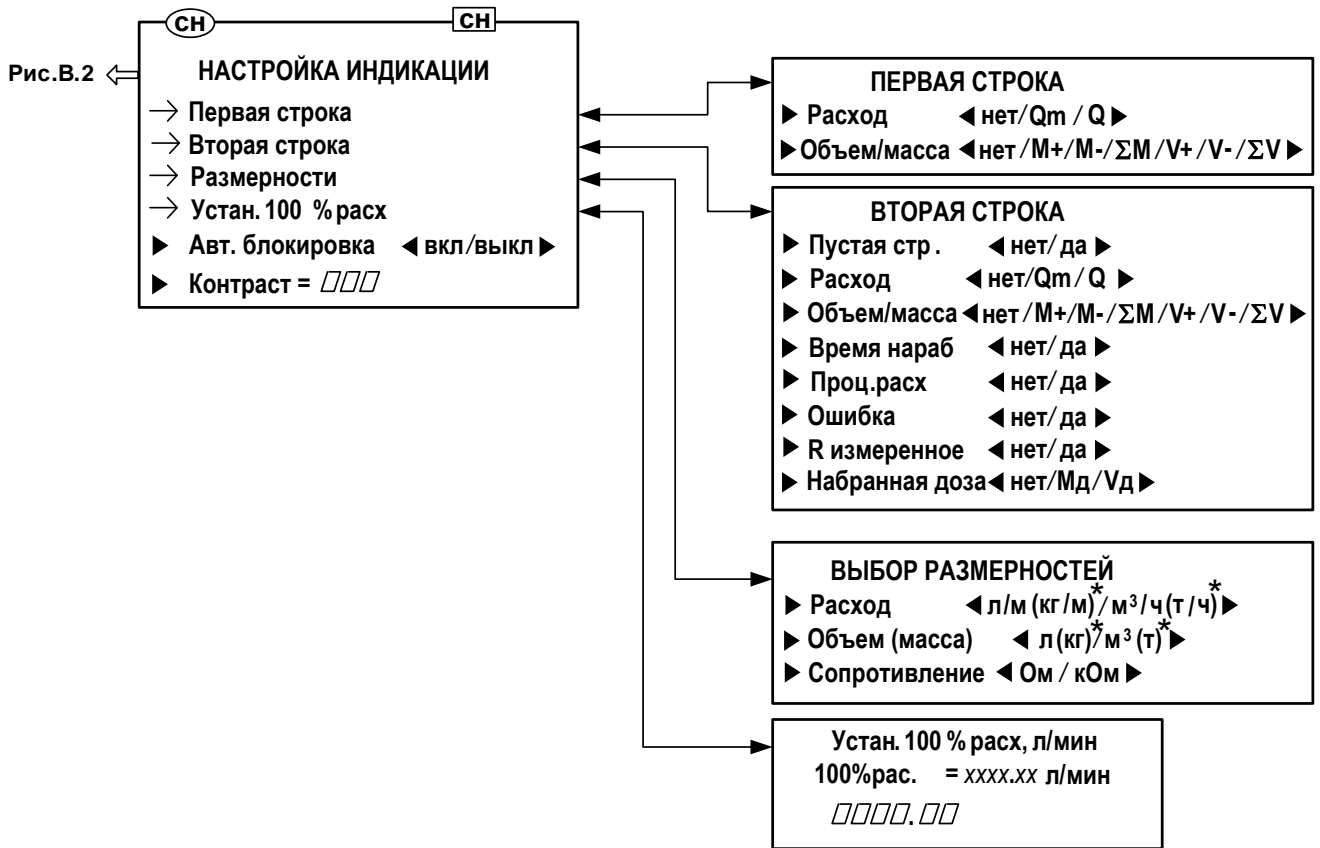 СН
СН
Рис.В.2
НАСТРОЙКА ИНДИКАЦИИ
→ Первая строка
→ Вторая строка
→ Размерности
→ Устан. 100 % расх
▶ Авт. блокировка ◀ вкл/выкл ▶
▶ Контраст = ▯▯▯
ПЕРВАЯ СТРОКА
▶ Расход ◀ нет/Qm / Q ▶
▶ Объем/масса ◀ нет /М+/М-/ΣМ /V+ /V- /ΣV ▶
ВТОРАЯ СТРОКА
▶ Пустая стр . ◀ нет/ да ▶
▶ Расход ◀ нет/Qm / Q ▶
▶ Объем/масса ◀ нет /М+/М-/ΣМ /V+ /V- /ΣV ▶
▶ Время нараб ◀ нет/ да ▶
▶ Проц.расх ◀ нет/ да ▶
▶ Ошибка ◀ нет/ да ▶
▶ R измеренное ◀ нет/ да ▶
▶ Набранная доза ◀ нет/Мд/Vд ▶
ВЫБОР РАЗМЕРНОСТЕЙ
▶ Расход ◀ л/м (кг/м)*/ м³/ч (т/ч)* ▶
▶ Объем (масса) ◀ л (кг)*/ м³ (т)* ▶
▶ Сопротивление ◀ Ом / кОм ▶
Устан. 100 % расх, л/мин
100%рас. = xxxx.xx л/мин
▯▯▯▯.▯▯